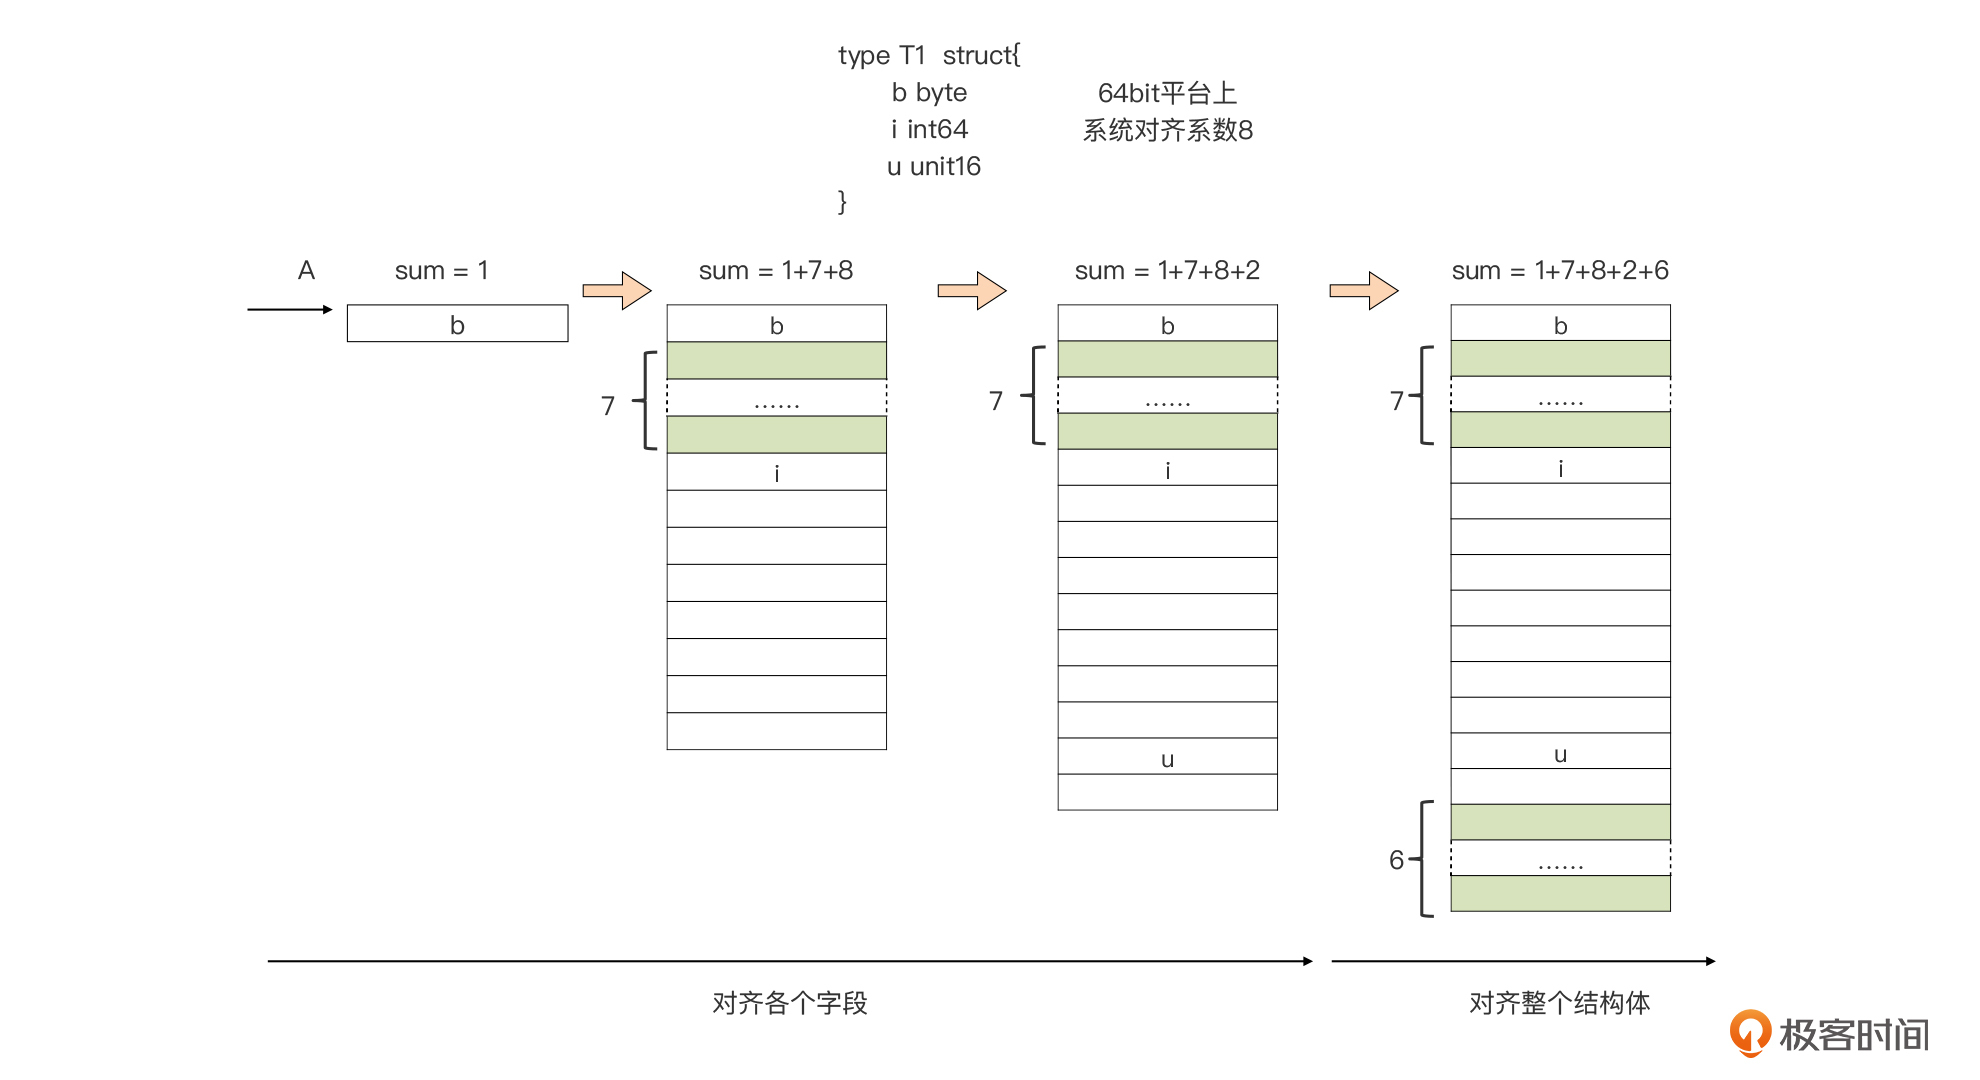 type T1 struct{
b byte
i int64
u unit16
}
64bit平台上
系统对齐系数8
A
sum = 1
b
sum = 1+7+8
b
7
......
i
sum = 1+7+8+2
b
7
......
i
u
sum = 1+7+8+2+6
b
7
......
i
u
6
......
对齐各个字段
对齐整个结构体
极客时间